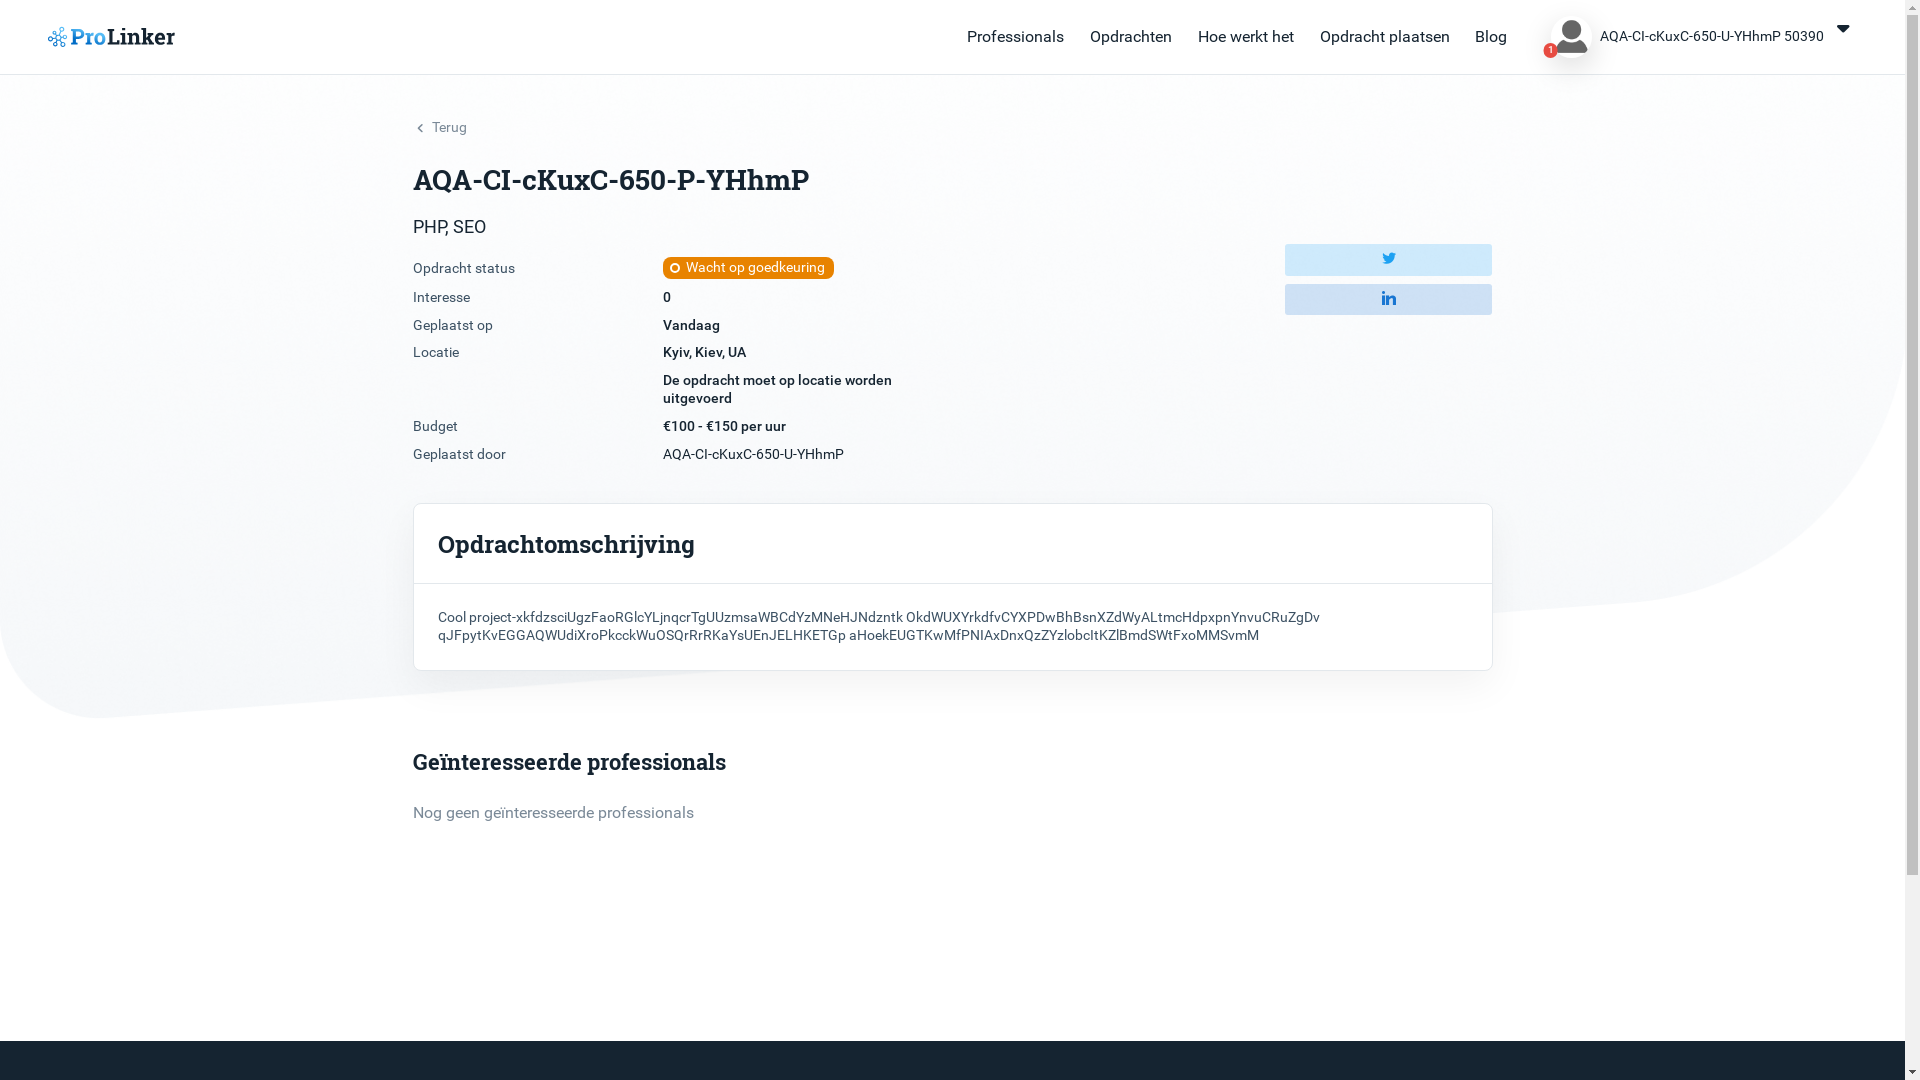 ProLinker
Professionals
Opdrachten
Hoe werkt het
Opdracht plaatsen
Blog
1
AQA-CI-cKuxC-650-U-YHhmP 50390
Terug
AQA-CI-cKuxC-650-P-YHhmP
PHP, SEO
Opdracht status
Wacht op goedkeuring
Interesse
0
Geplaatst op
Vandaag
Locatie
Kyiv, Kiev, UA
De opdracht moet op locatie worden
uitgevoerd
Budget
€100 - €150 per uur
Geplaatst door
AQA-CI-cKuxC-650-U-YHhmP
Opdrachtomschrijving
Cool project-xkfdzsciUgzFaoRGlcYLjnqcrTgUUzmsaWBCdYzMNeHJNdzntk OkdWUXYrkdfvCYXPDwBhBsnXZdWyALtmcHdpxpnYnvuCRuZgDv
qJFpytKvEGGAQWUdiXroPkcckWuOSQrRrRKaYsUEnJELHKETGp aHoekEUGTKwMfPNIAxDnxQzZYzlobcItKZlBmdSWtFxoMMSvmM
Geïnteresseerde professionals
Nog geen geïnteresseerde professionals